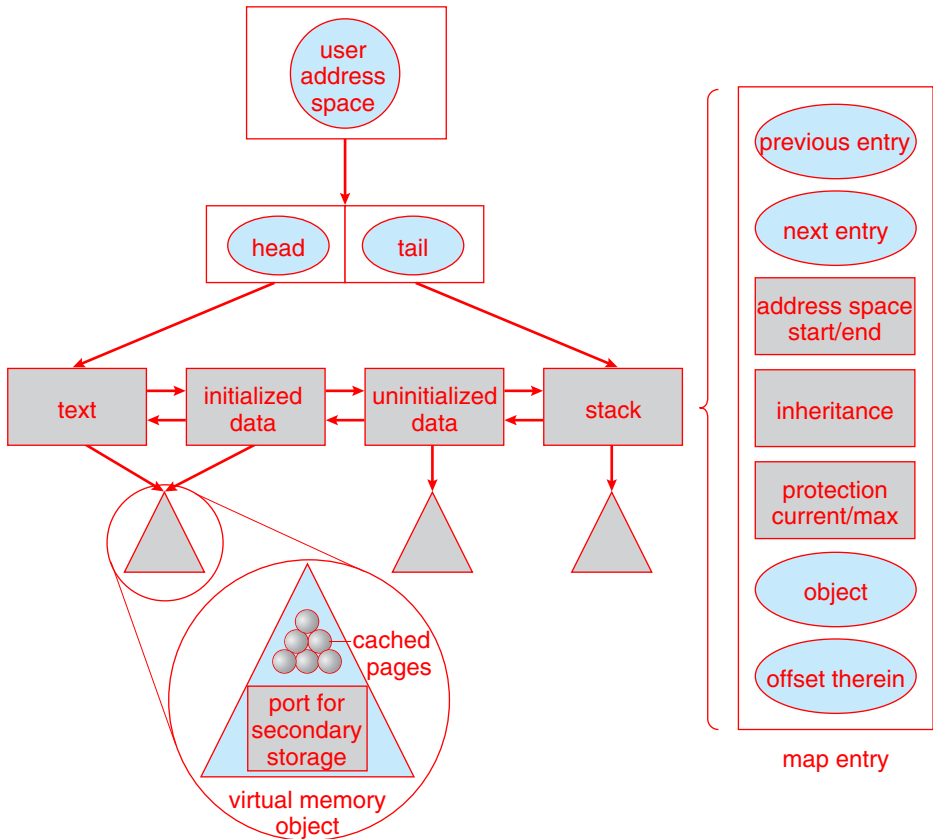 user
address
space
head
tail
text
initialized
data
uninitialized
data
stack
cached
pages
port for
secondary
storage
virtual memory
object
previous entry
next entry
address space
start/end
inheritance
protection
current/max
object
offset therein
map entry